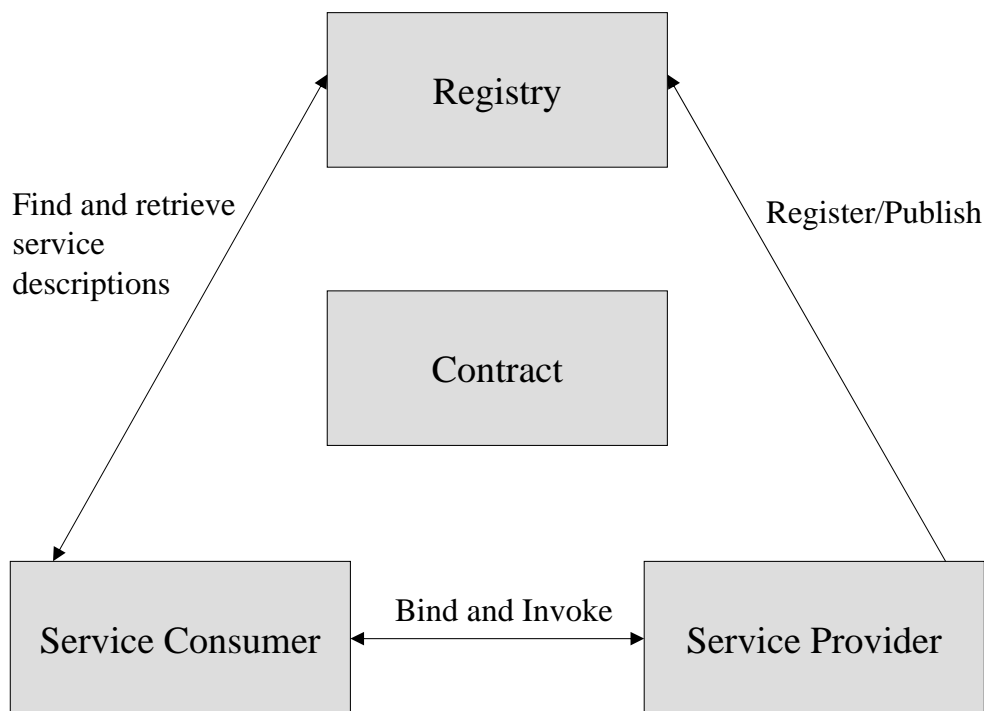 Registry
Find and retrieve
service
descriptions
Register/Publish
Contract
Bind and Invoke
Service Consumer
Service Provider